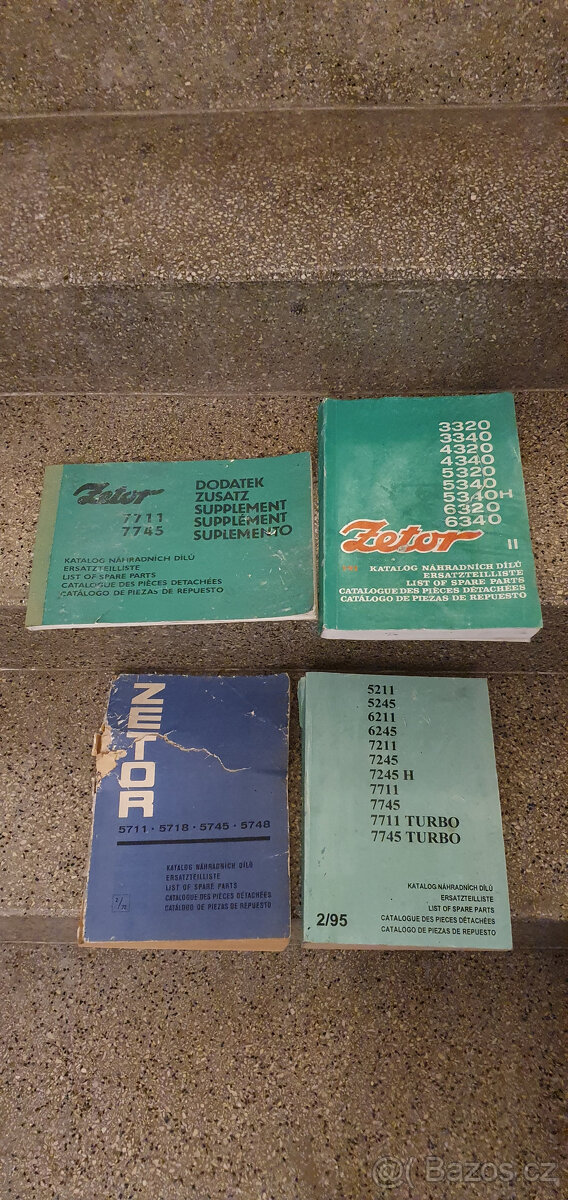 Zetor
7711
7745
DODATEK
ZUSATZ
SUPPLEMENT
SUPPLÉMENT
SUPLEMENTO
KATALOG NÁHRADNÍCH DÍLŮ
ERSATZTEILLISTE
LIST OF SPARE PARTS
CATALOGUE DES PIÈCES DÉTACHÉES
CATÁLOGO DE PIEZAS DE REPUESTO
3320
3340
4320
4340
5320
5340
5340H
6320
6340
Zetor II
KATALOG NÁHRADNÍCH DÍLŮ
ERSATZTEILLISTE
LIST OF SPARE PARTS
CATALOGUE DES PIÈCES DÉTACHÉES
CATÁLOGO DE PIEZAS DE REPUESTO
ZETOR
5711 · 5718 · 5745 · 5748
KATALOG NÁHRADNÍCH DÍLŮ
ERSATZTEILLISTE
LIST OF SPARE PARTS
CATALOGUE DES PIÈCES DÉTACHÉES
CATÁLOGO DE PIEZAS DE REPUESTO
5211
5245
6211
6245
7211
7245
7245 H
7711
7745
7711 TURBO
7745 TURBO
KATALOG NÁHRADNÍCH DÍLŮ
ERSATZTEILLISTE
LIST OF SPARE PARTS
CATALOGUE DES PIECES DÉTACHÉES
CATALOGO DE PIEZAS DE REPUESTO
2/95
Bazos.cz